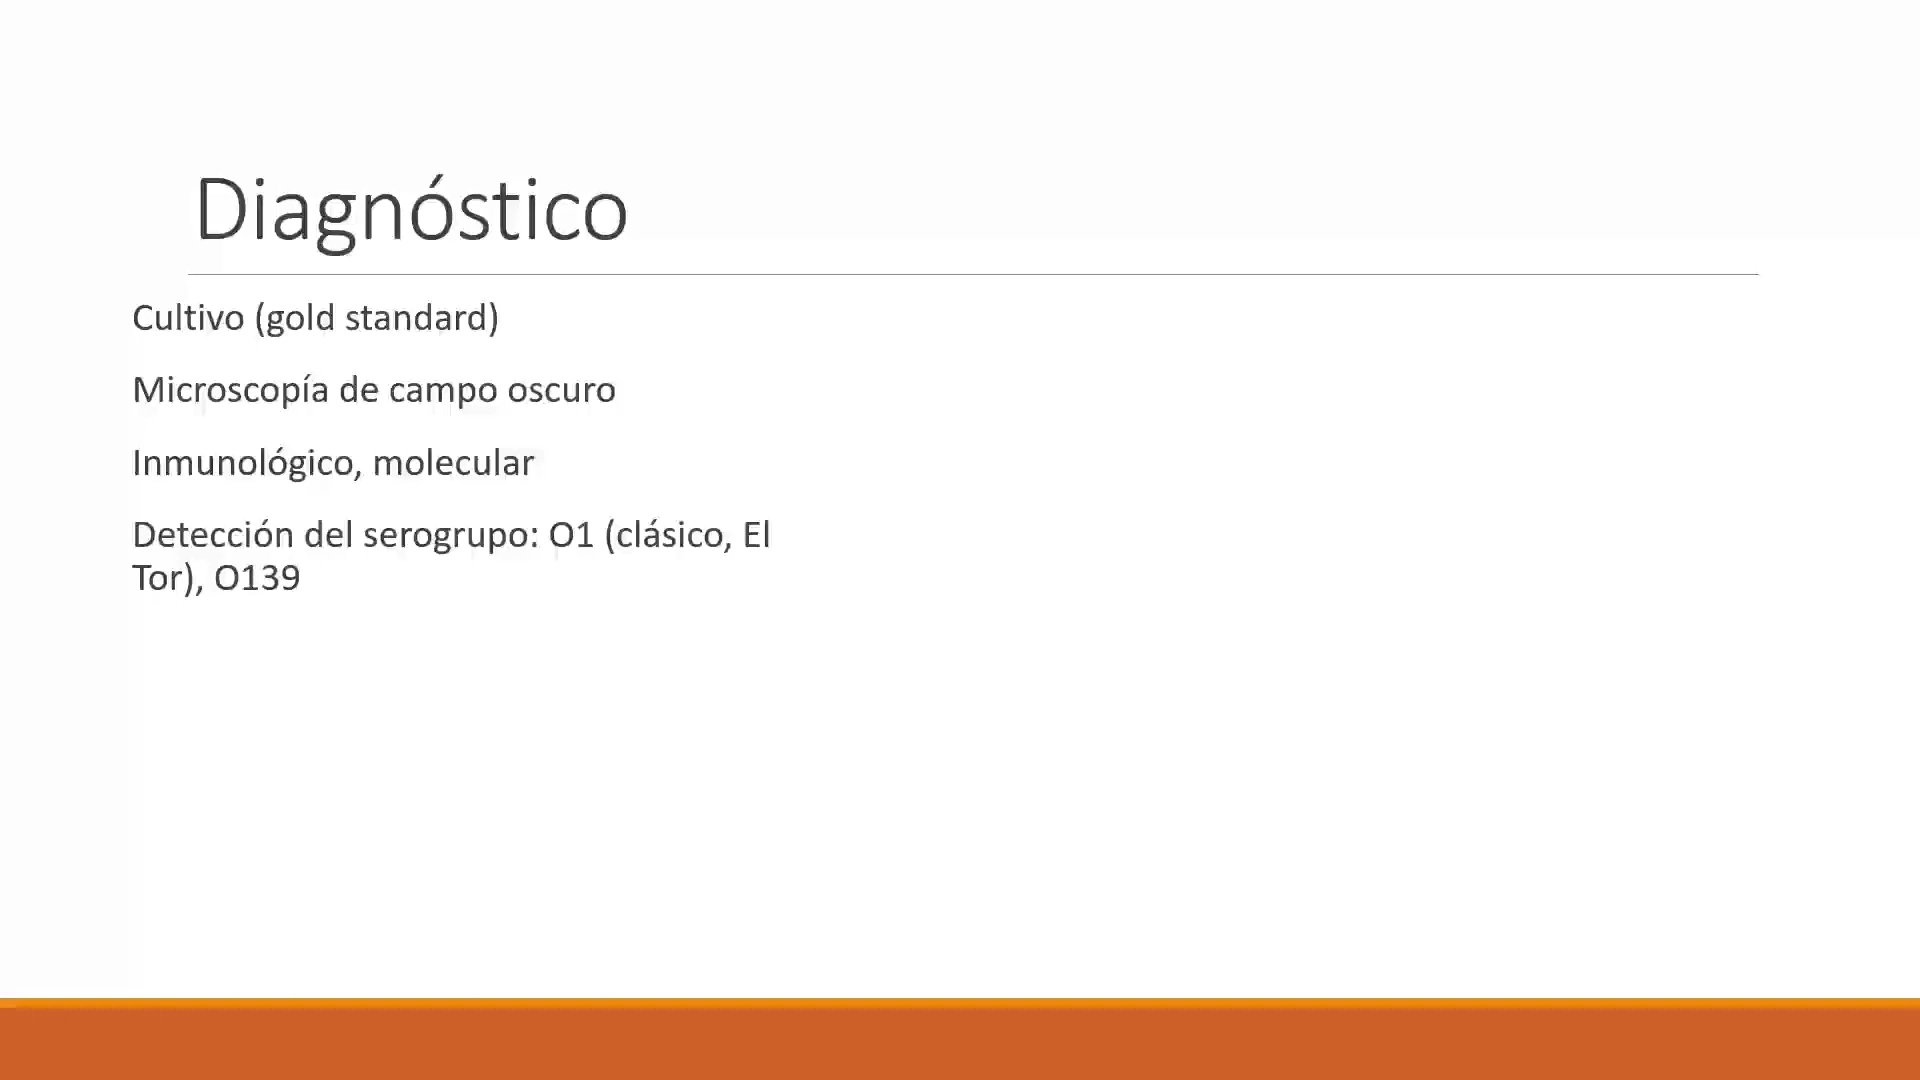 Diagnóstico
Cultivo (gold standard)
Microscopía de campo oscuro
Inmunológico, molecular
Detección del serogrupo: O1 (clásico, El
Tor), O139